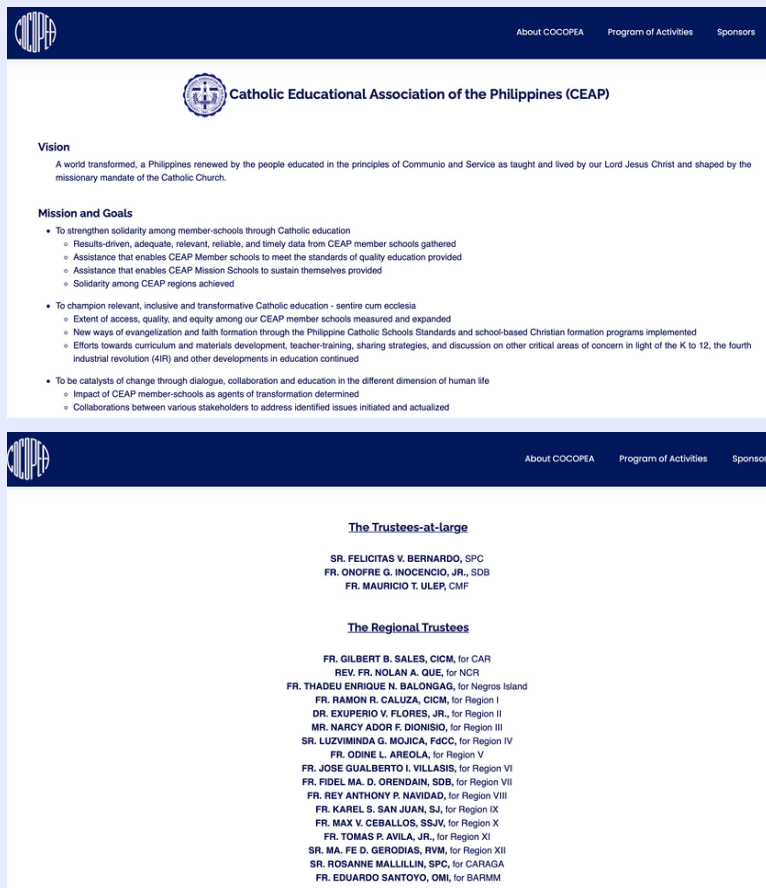 COCOPEA
About COCOPEA Program of Activities Sponsors
Catholic Educational Association of the Philippines (CEAP)
Vision
A world transformed, a Philippines renewed by the people educated in the principles of Communio and Service as taught and lived by our Lord Jesus Christ and shaped by the
missionary mandate of the Catholic Church.
Mission and Goals
• To strengthen solidarity among member-schools through Catholic education
◦ Results-driven, adequate, relevant, reliable, and timely data from CEAP member schools gathered
◦ Assistance that enables CEAP Member schools to meet the standards of quality education provided
◦ Assistance that enables CEAP Mission Schools to sustain themselves provided
◦ Solidarity among CEAP regions achieved
• To champion relevant, inclusive and transformative Catholic education - sentire cum ecclesia
◦ Extent of access, quality, and equity among our CEAP member schools measured and expanded
◦ New ways of evangelization and faith formation through the Philippine Catholic Schools Standards and school-based Christian formation programs implemented
◦ Efforts towards curriculum and materials development, teacher-training, sharing strategies, and discussion on other critical areas of concern in light of the K to 12, the fourth
industrial revolution (4IR) and other developments in education continued
• To be catalysts of change through dialogue, collaboration and education in the different dimension of human life
◦ Impact of CEAP member-schools as agents of transformation determined
◦ Collaborations between various stakeholders to address identified issues initiated and actualized
COCOPEA
About COCOPEA Program of Activities Sponsor
The Trustees-at-large
SR. FELICITAS V. BERNARDO, SPC
FR. ONOFRE G. INOCENCIO, JR., SDB
FR. MAURICIO T. ULEP, CMF
The Regional Trustees
FR. GILBERT B. SALES, CICM, for CAR
REV. FR. NOLAN A. QUE, for NCR
FR. THADEU ENRIQUE N. BALONGAG, for Negros Island
FR. RAMON R. CALUZA, CICM, for Region I
DR. EXUPERIO V. FLORES, JR., for Region II
MR. NARCY ADOR F. DIONISIO, for Region III
SR. LUZVIMINDA G. MOJICA, FdCC, for Region IV
FR. ODINE L. AREOLA, for Region V
FR. JOSE GUALBERTO I. VILLASIS, for Region VI
FR. FIDEL MA. D. ORENDAIN, SDB, for Region VII
FR. REY ANTHONY P. NAVIDAD, for Region VIII
FR. KAREL S. SAN JUAN, SJ, for Region IX
FR. MAX V. CEBALLOS, SSJV, for Region X
FR. TOMAS P. AVILA, JR., for Region XI
SR. MA. FE D. GERODIAS, RVM, for Region XII
SR. ROSANNE MALLILLIN, SPC, for CARAGA
FR. EDUARDO SANTOYO, OMI, for BARMM